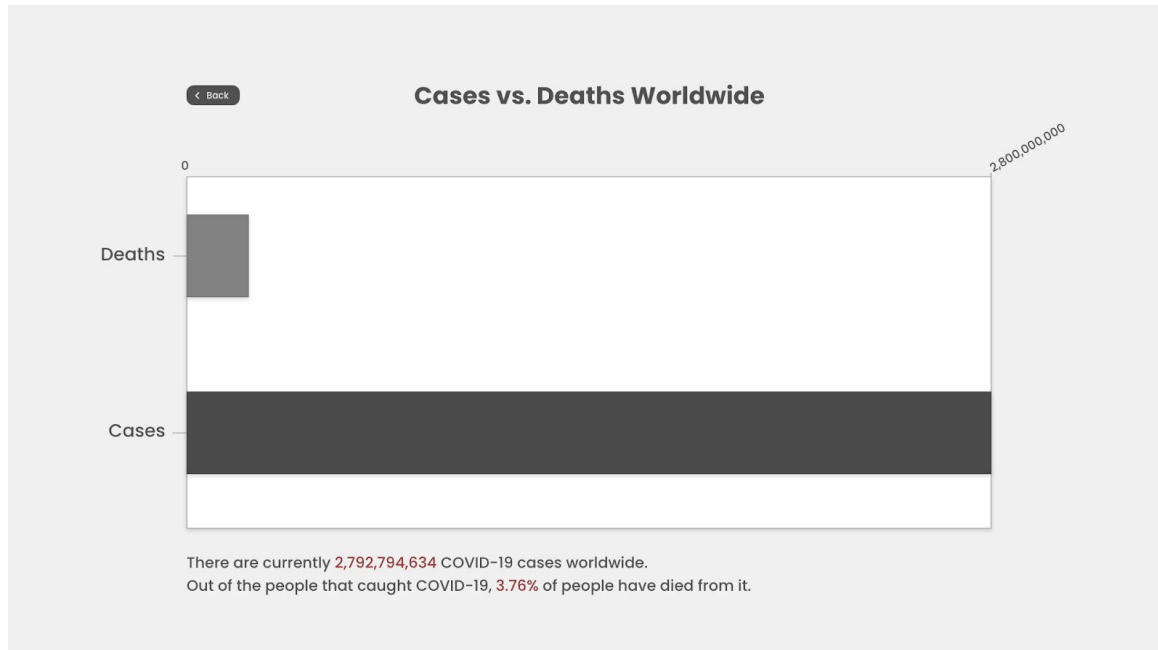 Back
Cases vs. Deaths Worldwide
0
2,800,000,000
Deaths
Cases
There are currently 2,792,794,634 COVID-19 cases worldwide.
Out of the people that caught COVID-19, 3.76% of people have died from it.